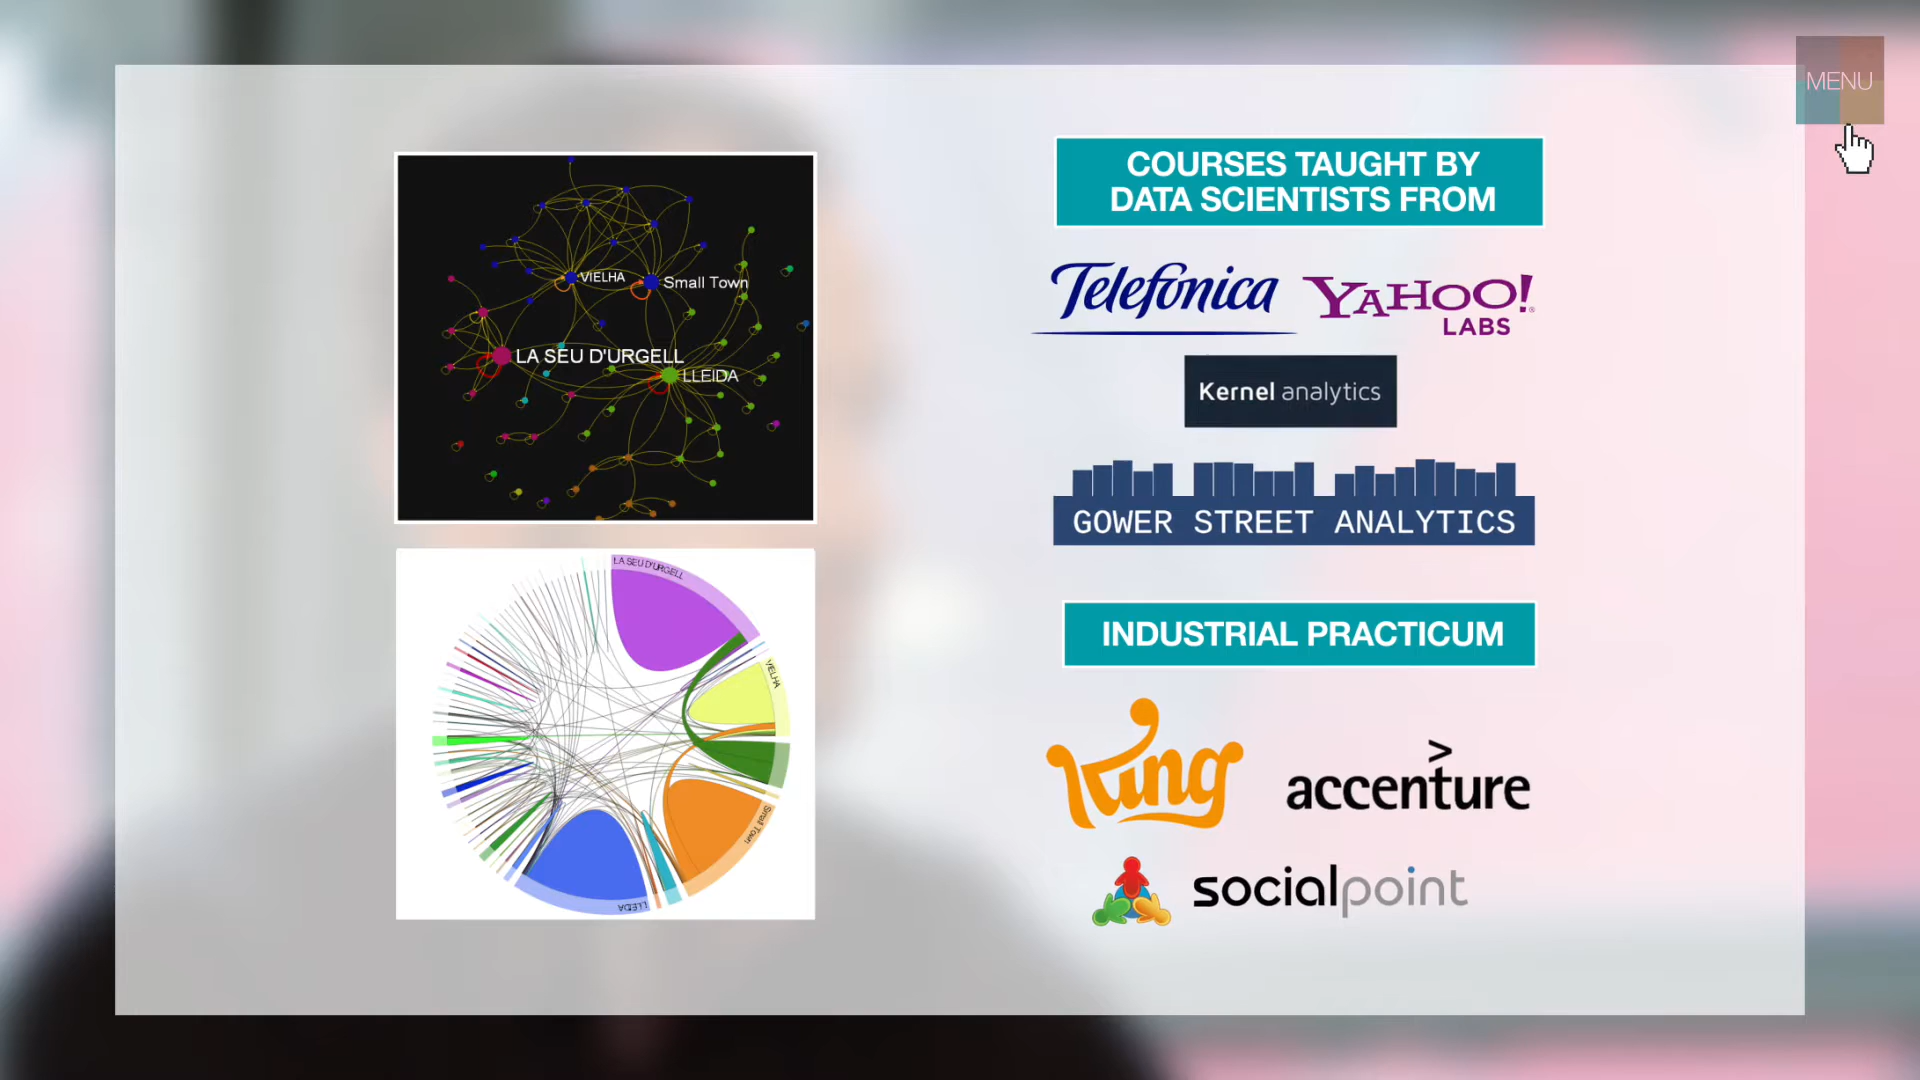 MENU
COURSES TAUGHT BY
DATA SCIENTISTS FROM
Telefónica
YAHOO!
LABS
Kernel analytics
GOWER STREET ANALYTICS
INDUSTRIAL PRACTICUM
King
accenture
socialpoint
VIELHA
Small Town
LA SEU D'URGELL
LLEIDA
LA SEU D'URGELL
VIELHA
Small Town
LLEIDA